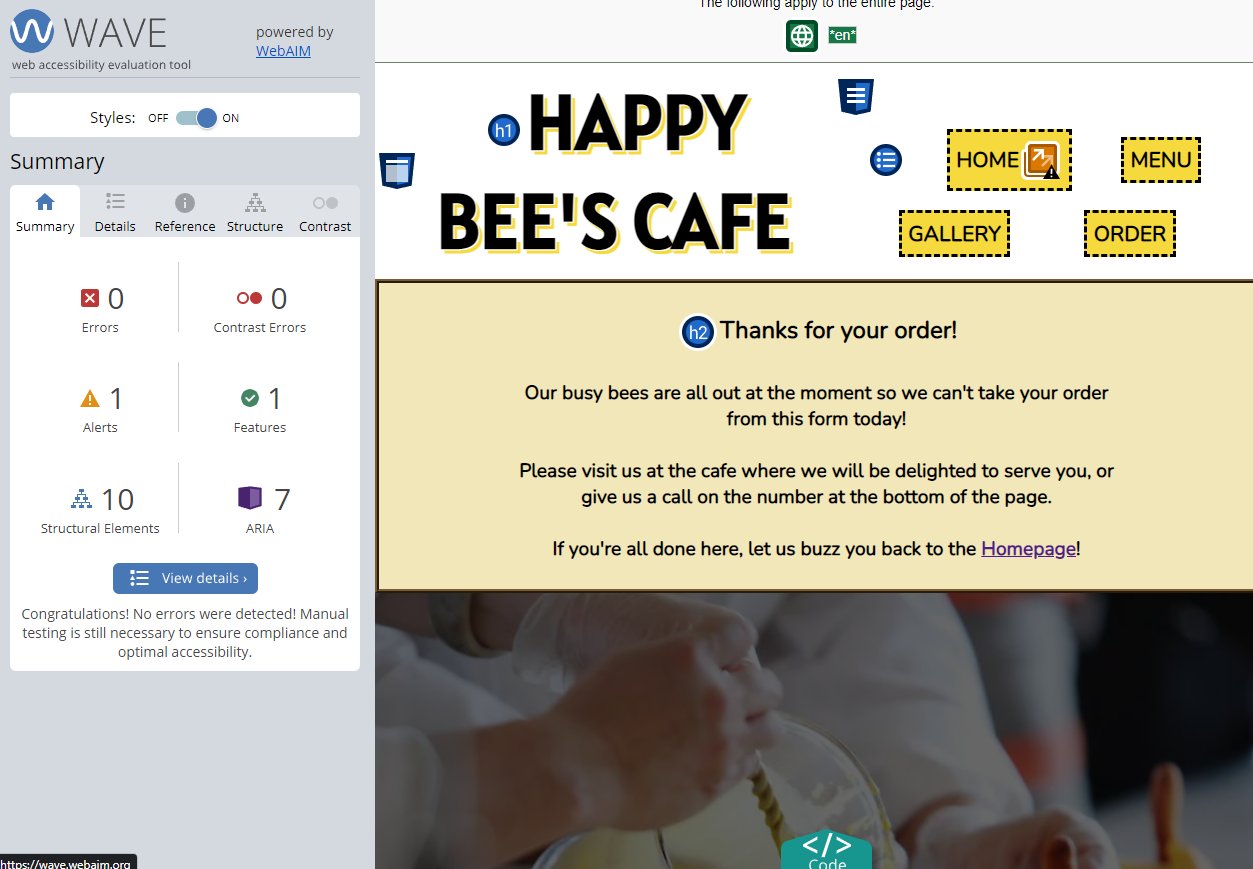 WAVE
powered by
WebAIM
web accessibility evaluation tool
Styles: OFF ON
Summary
Summary Details Reference Structure Contrast
0
Errors
0
Contrast Errors
1
Alerts
1
Features
10
Structural Elements
7
ARIA
View details ›
Congratulations! No errors were detected! Manual
testing is still necessary to ensure compliance and
optimal accessibility.
https://wave.webaim.org
The following apply to the entire page.
*en*
h1 HAPPY
BEE'S CAFE
HOME MENU
GALLERY ORDER
h2 Thanks for your order!
Our busy bees are all out at the moment so we can't take your order
from this form today!
Please visit us at the cafe where we will be delighted to serve you, or
give us a call on the number at the bottom of the page.
If you're all done here, let us buzz you back to the Homepage!
</>
Code